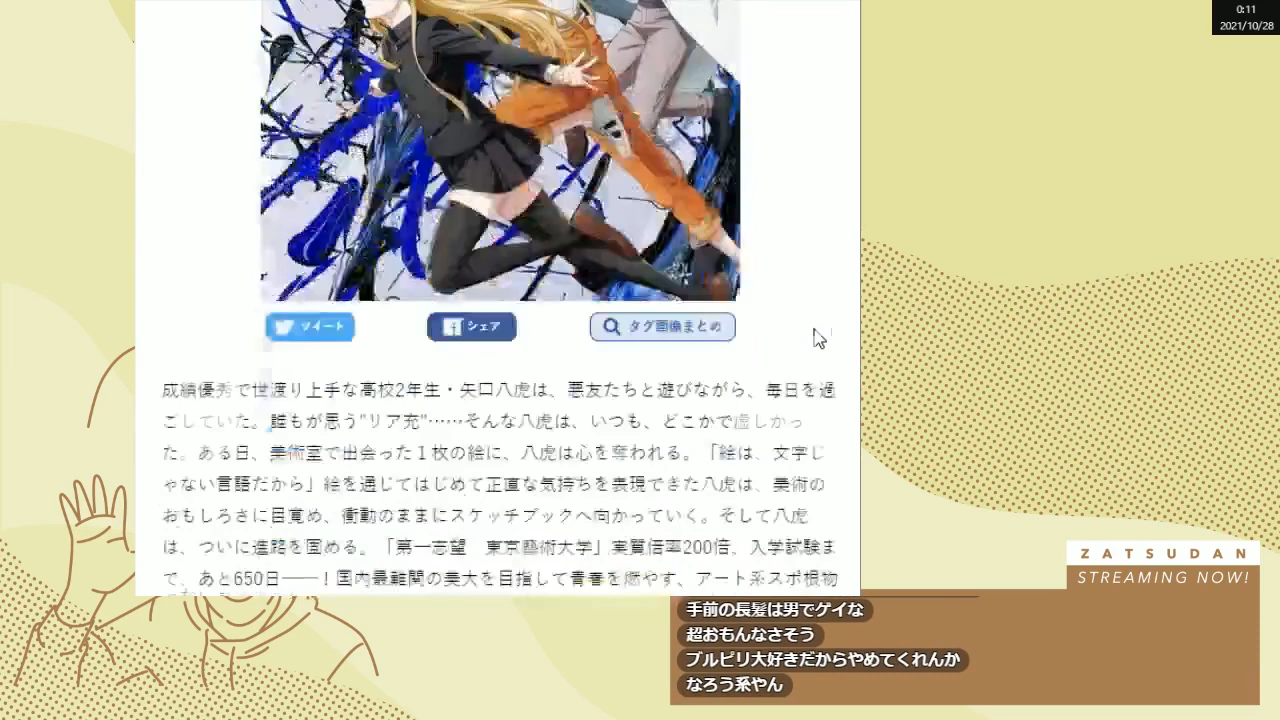 0:11
2021/10/28
ツイート
シェア
タグ画像まとめ
成績優秀で世渡り上手な高校2年生・矢口八虎は、悪友たちと遊びながら、毎日を過
ごしていた。誰もが思う"リア充"……そんな八虎は、いつも、どこかで虚しかっ
た。ある日、美術室で出会った1枚の絵に、八虎は心を奪われる。「絵は、文字じ
ゃない言語だから」絵を通じてはじめて正直な気持ちを表現できた八虎は、美術の
おもしろさに目覚め、衝動のままにスケッチブックへ向かっていく。そして八虎
は、ついに進路を固める。「第一志望　東京藝術大学」実質倍率200倍、入学試験ま
で、あと650日――！国内最難関の美大を目指して青春を燃やす、アート系スポ根物
ZATSUDAN
STREAMING NOW!
手前の長髪は男でゲイな
超おもんなさそう
ブルピリ大好きだからやめてくれんか
なろう系やん